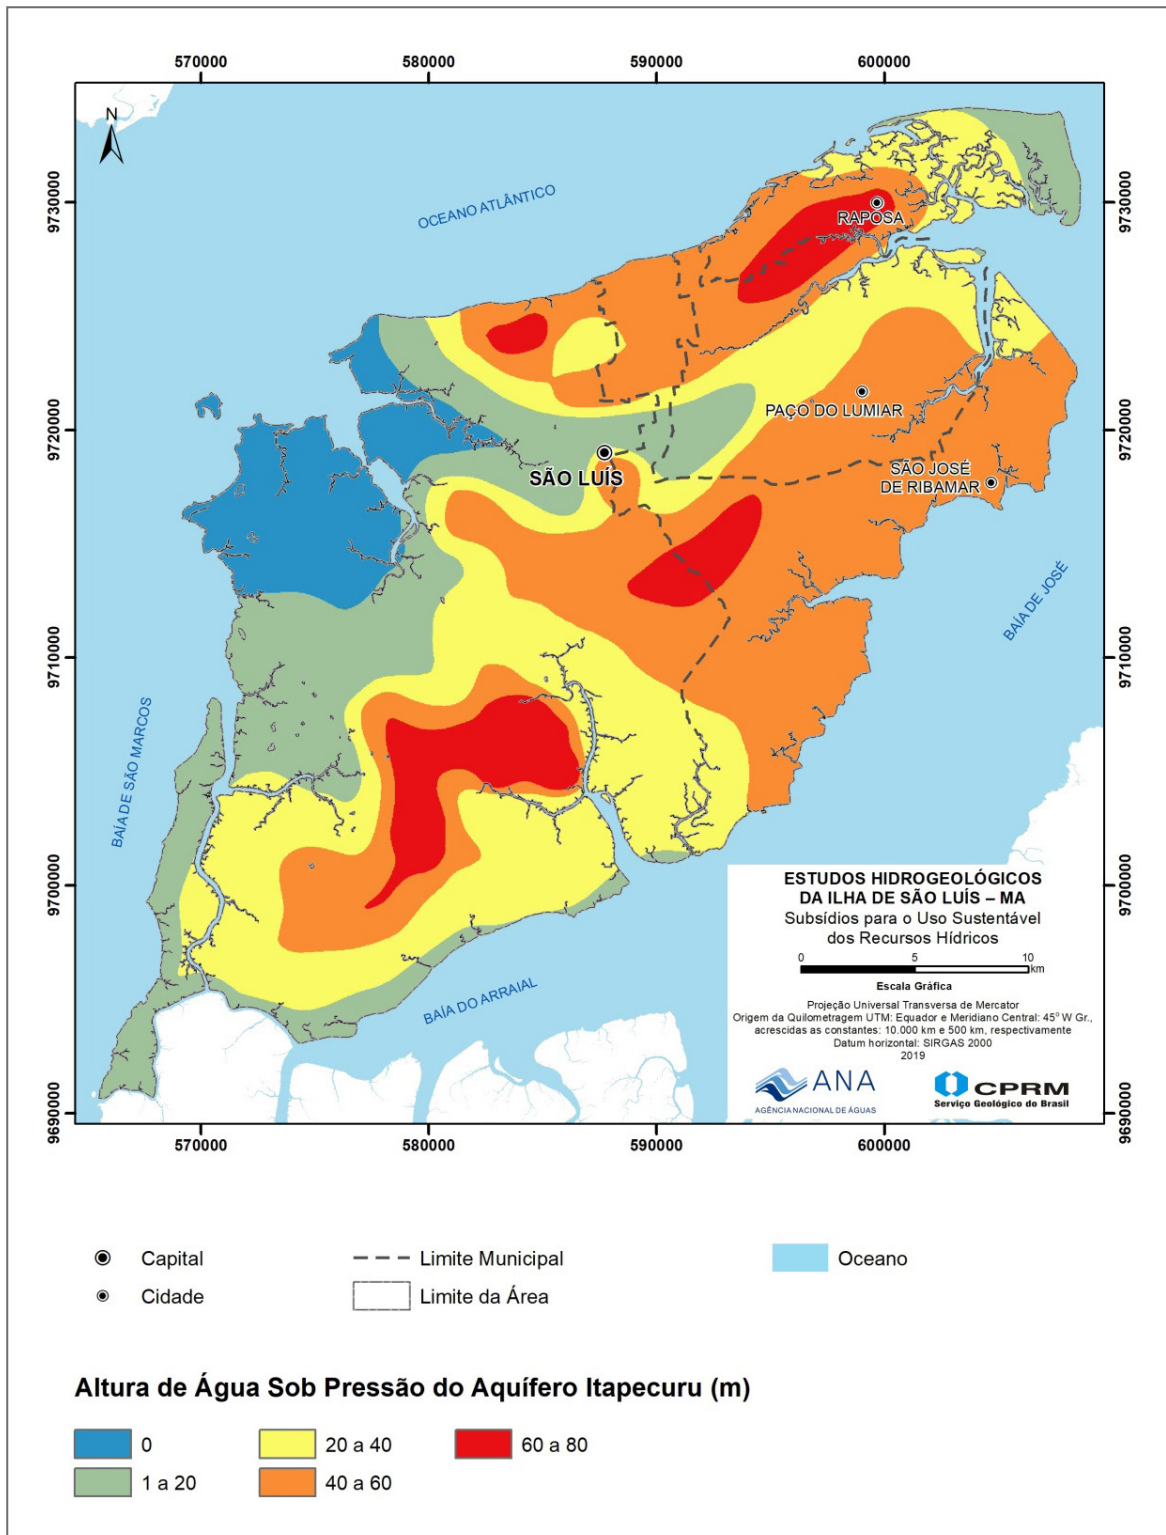 570000
580000
590000
600000
N
9730000
9730000
OCEANO ATLÂNTICO
RAPOSA
9720000
9720000
PAÇO DO LUMIAR
SÃO LUÍS
SÃO JOSÉ
DE RIBAMAR
BAÍA DE JOSÉ
9710000
9710000
BAÍA DE SÃO MARCOS
9700000
9700000
BAÍA DO ARRAIAL
ESTUDOS HIDROGEOLÓGICOS
DA ILHA DE SÃO LUÍS – MA
Subsídios para o Uso Sustentável
dos Recursos Hídricos
0 5 10
km
Escala Gráfica
Projeção Universal Transversa de Mercator
Origem da Quilometragem UTM: Equador e Meridiano Central: 45° W Gr.,
acrescidas as constantes: 10.000 km e 500 km, respectivamente
Datum horizontal: SIRGAS 2000
2019
ANA
AGÊNCIA NACIONAL DE ÁGUAS
CPRM
Serviço Geológico do Brasil
9690000
9690000
570000
580000
590000
600000
Capital
Limite Municipal
Oceano
Cidade
Limite da Área
Altura de Água Sob Pressão do Aquífero Itapecuru (m)
0
20 a 40
60 a 80
1 a 20
40 a 60